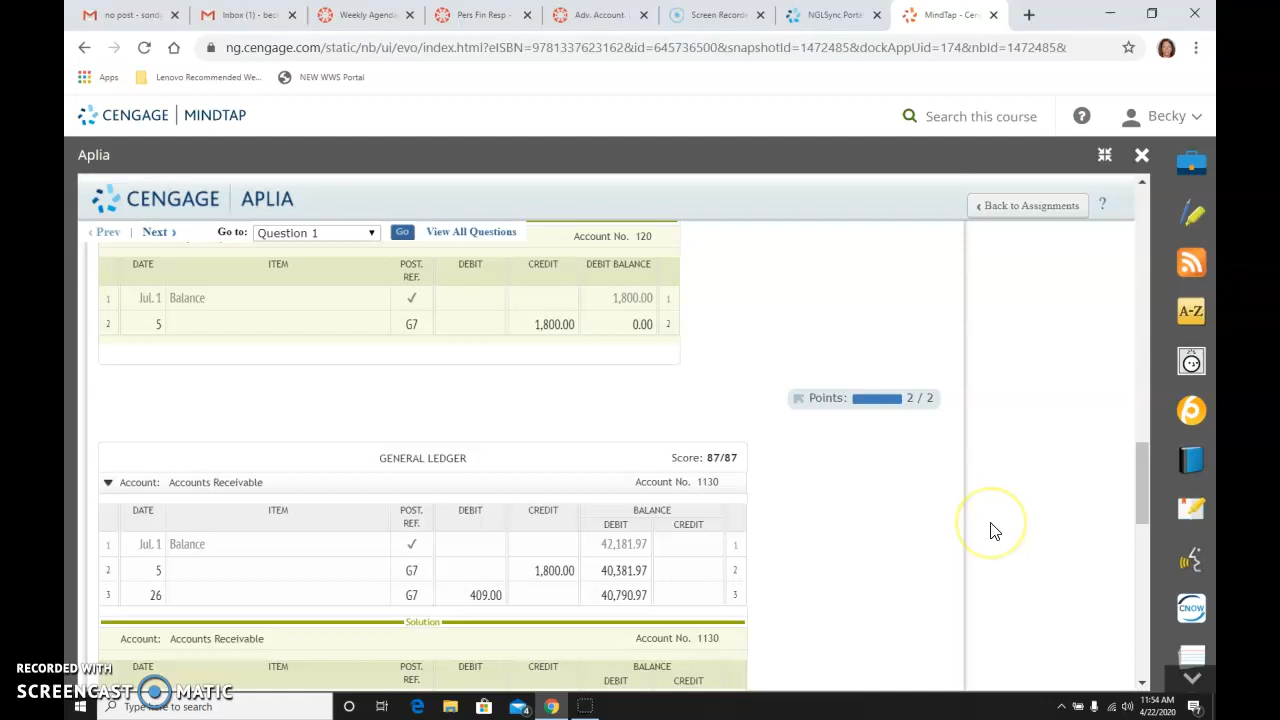 no post - sond
Inbox (1) - bech
Weekly Agenda
Pers Fin Resp -
Adv. Account.
Screen Recorde
NGLSync Porta
MindTap - Cen
ng.cengage.com/static/nb/ui/evo/index.html?eISBN=9781337623162&id=645736500&snapshotId=1472485&dockAppUid=174&nbId=1472485&
Apps Lenovo Recommended We... NEW WWS Portal
CENGAGE MINDTAP Search this course ? Becky
Aplia
CENGAGE APLIA ‹ Back to Assignments ?
‹ Prev Next › Go to: Question 1 Go View All Questions Account No. 120
DATE ITEM POST. REF. DEBIT CREDIT DEBIT BALANCE
1 Jul. 1 Balance ✓ 1,800.00 1
2 5 G7 1,800.00 0.00 2
Points: 2 / 2
GENERAL LEDGER Score: 87/87
Account: Accounts Receivable Account No. 1130
DATE ITEM POST. REF. DEBIT CREDIT BALANCE
DEBIT CREDIT
1 Jul. 1 Balance ✓ 42,181.97 1
2 5 G7 1,800.00 40,381.97 2
3 26 G7 409.00 40,790.97 3
Solution
Account: Accounts Receivable Account No. 1130
DATE ITEM POST. REF. DEBIT CREDIT BALANCE
DEBIT CREDIT
A-Z
CNOW
RECORDED WITH
SCREENCAST MATIC
Type here to search
4
11:54 AM
4/22/2020
7